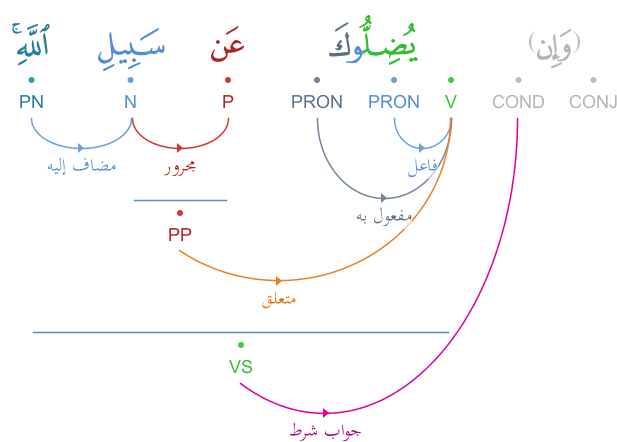 (وَإِن) يُضِلُّوكَ عَن سَبِيلِ ٱللَّهِ ۚ
PN N P PRON PRON V COND CONJ
مضاف إليه مجرور فاعل
مفعول به
PP
متعلق
VS
جواب شرط